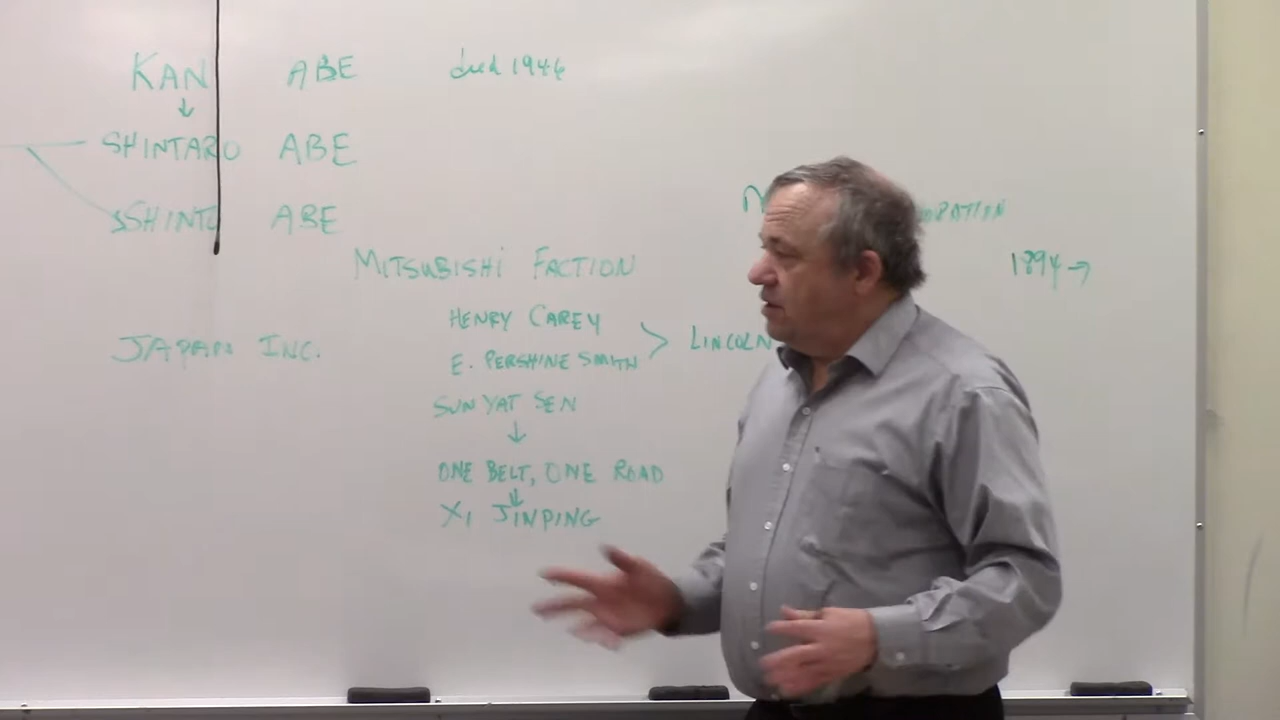 KAN ABE died 1946
SHINTARO ABE
SHINTO ABE
MITSUBISHI FACTION
1894 →
HENRY CAREY
E. PERSHINE SMITH > LINCOLN
JAPAN INC.
SUN YAT SEN
↓
ONE BELT, ONE ROAD
↓
XI JINPING